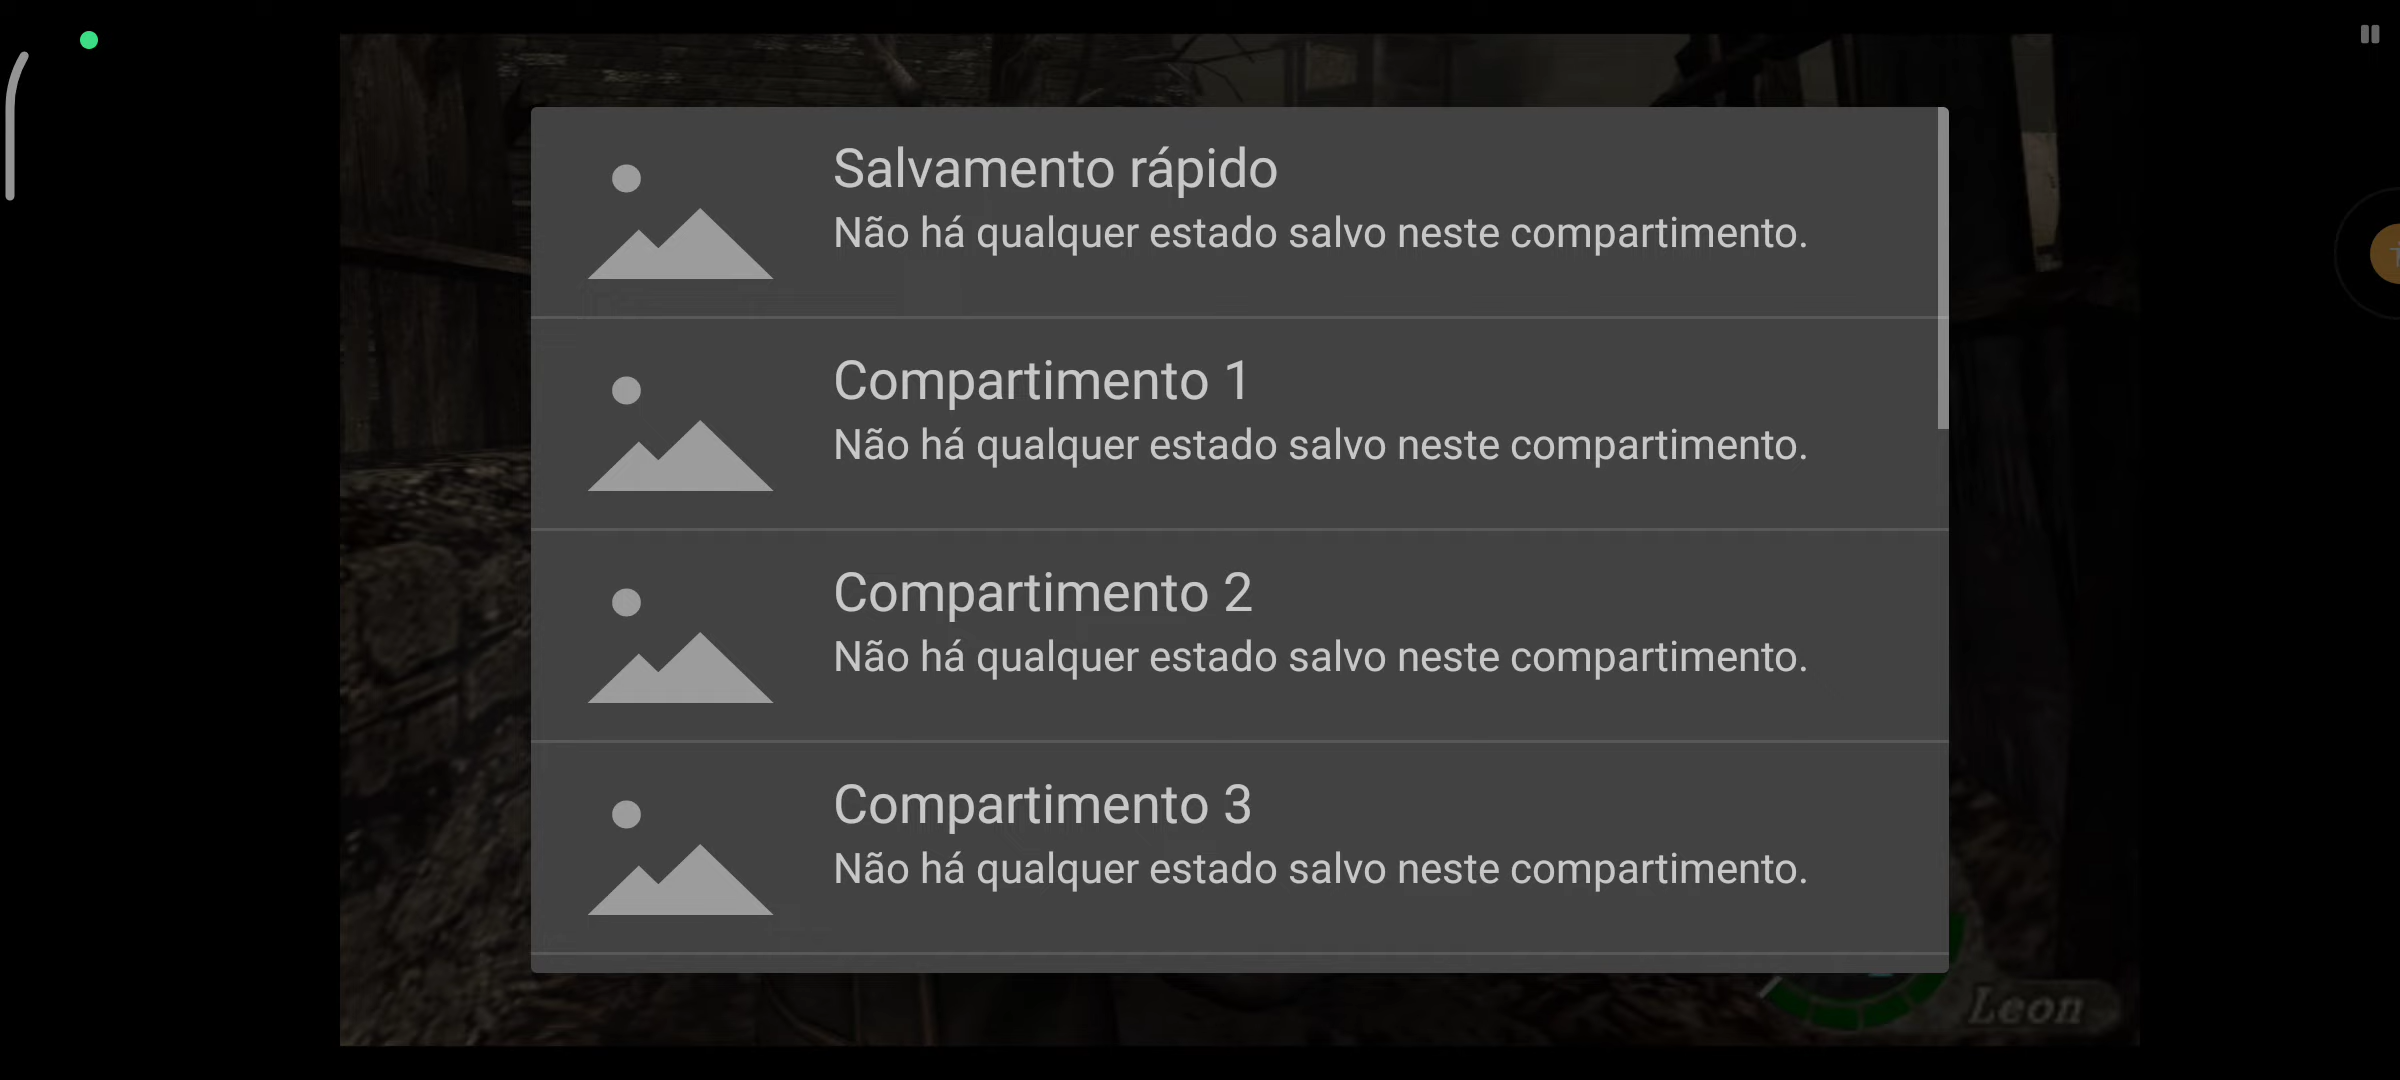 Salvamento rápido
Não há qualquer estado salvo neste compartimento.
Compartimento 1
Não há qualquer estado salvo neste compartimento.
Compartimento 2
Não há qualquer estado salvo neste compartimento.
Compartimento 3
Não há qualquer estado salvo neste compartimento.
Leon